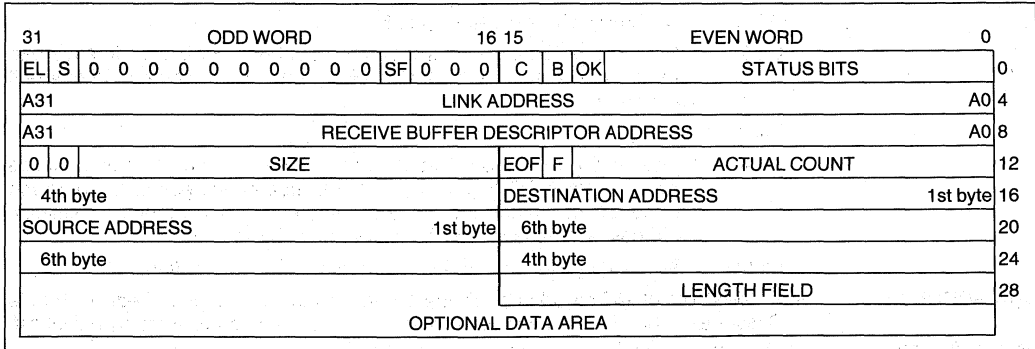 31 ODD WORD 16 15 EVEN WORD 0
EL S 0 0 0 0 0 0 0 0 0 0 SF 0 0 0 C B OK STATUS BITS 0
A31 LINK ADDRESS A0 4
A31 RECEIVE BUFFER DESCRIPTOR ADDRESS A0 8
0 0 SIZE EOF F ACTUAL COUNT 12
4th byte DESTINATION ADDRESS 1st byte 16
SOURCE ADDRESS 1st byte 6th byte 20
6th byte 4th byte 24
LENGTH FIELD 28
OPTIONAL DATA AREA